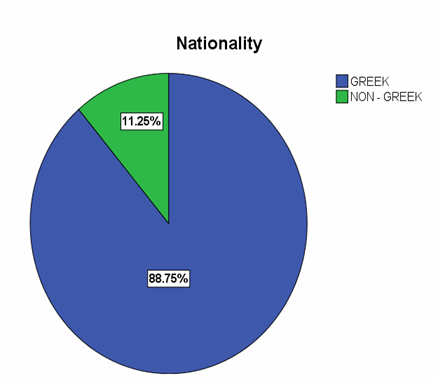 Nationality
GREEK
NON - GREEK
11.25%
88.75%